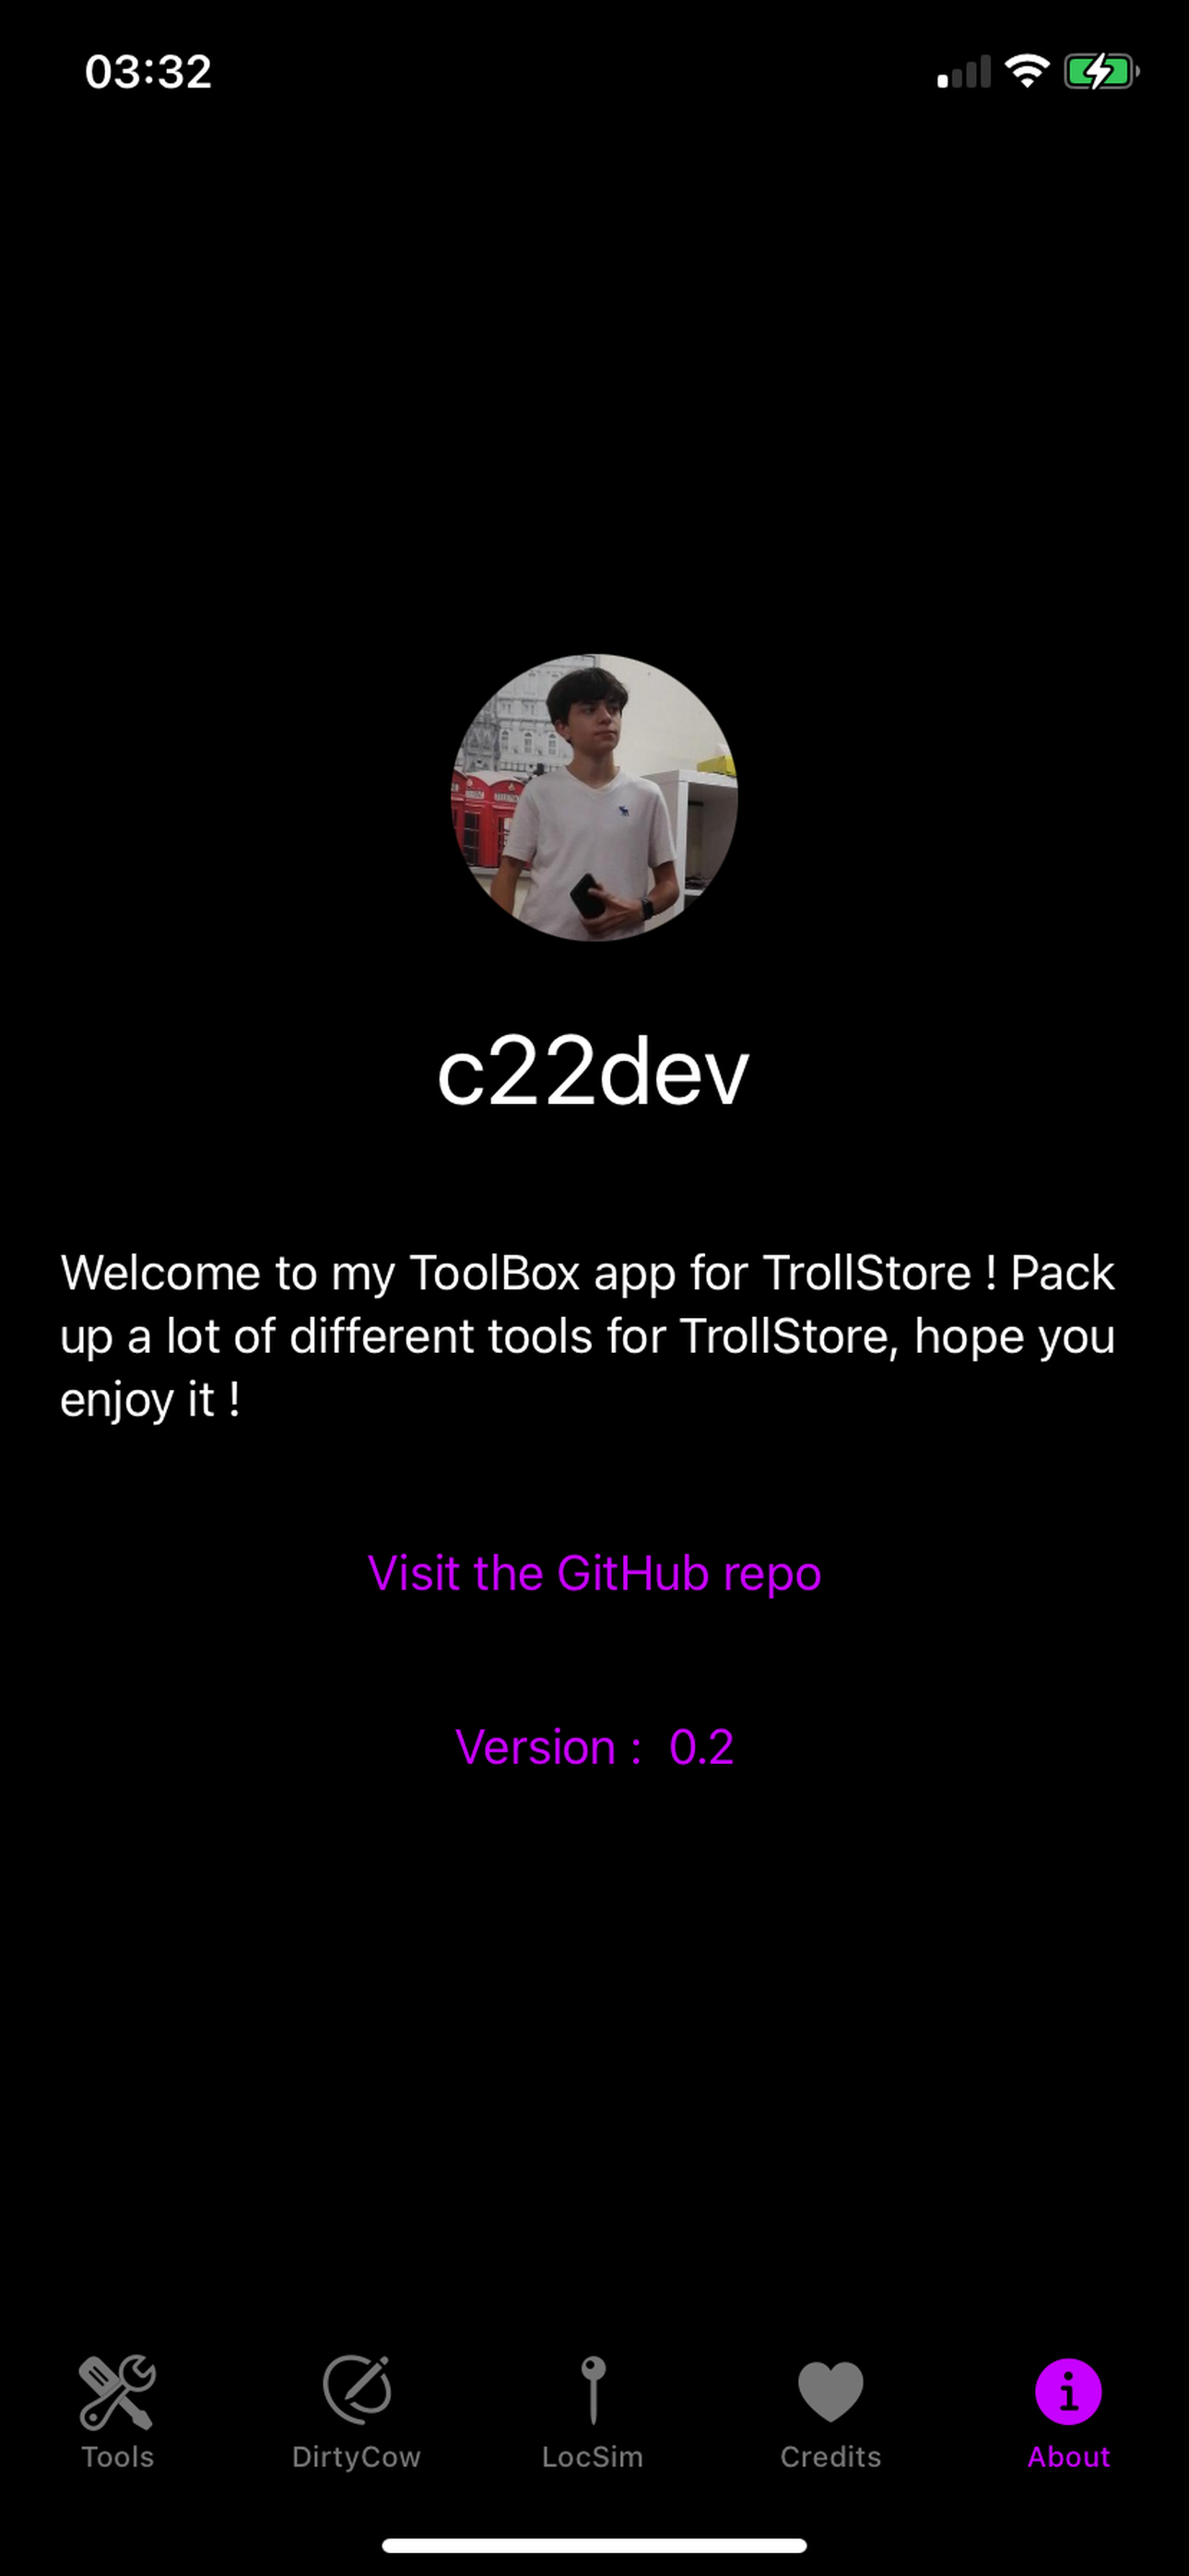 03:32
c22dev
Welcome to my ToolBox app for TrollStore ! Pack
up a lot of different tools for TrollStore, hope you
enjoy it !
Visit the GitHub repo
Version :  0.2
Tools
DirtyCow
LocSim
Credits
About